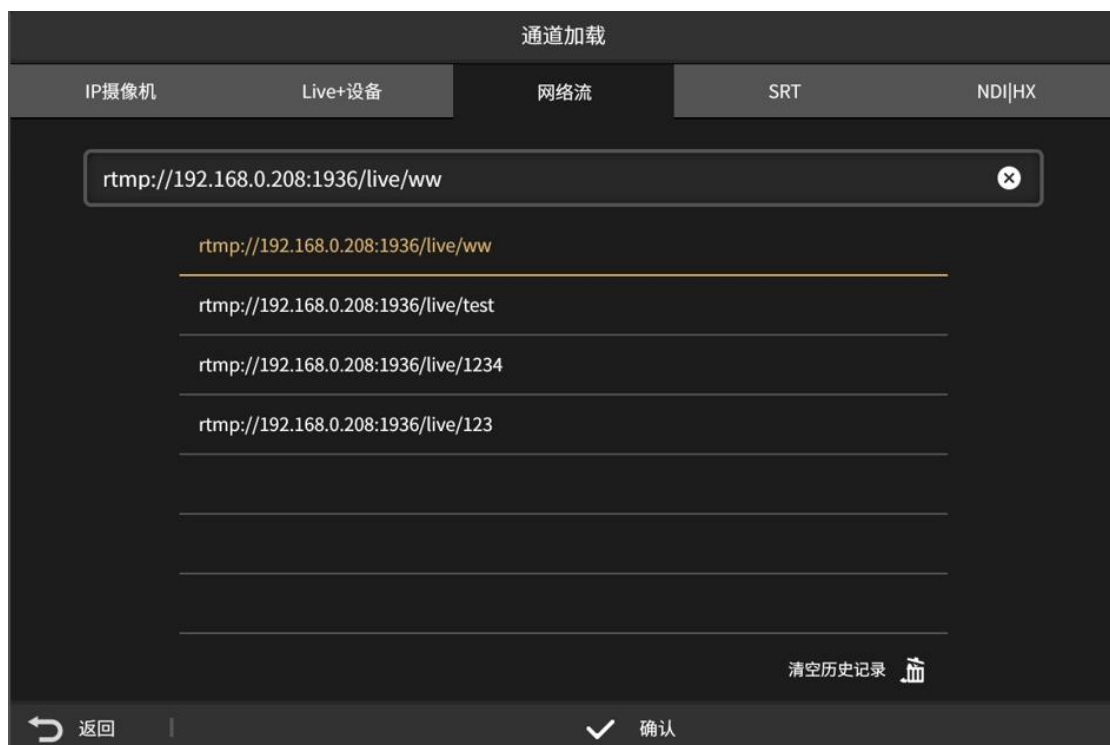 通道加载
IP摄像机 Live+设备 网络流 SRT NDI|HX
rtmp://192.168.0.208:1936/live/ww
rtmp://192.168.0.208:1936/live/ww
rtmp://192.168.0.208:1936/live/test
rtmp://192.168.0.208:1936/live/1234
rtmp://192.168.0.208:1936/live/123
清空历史记录
返回 确认